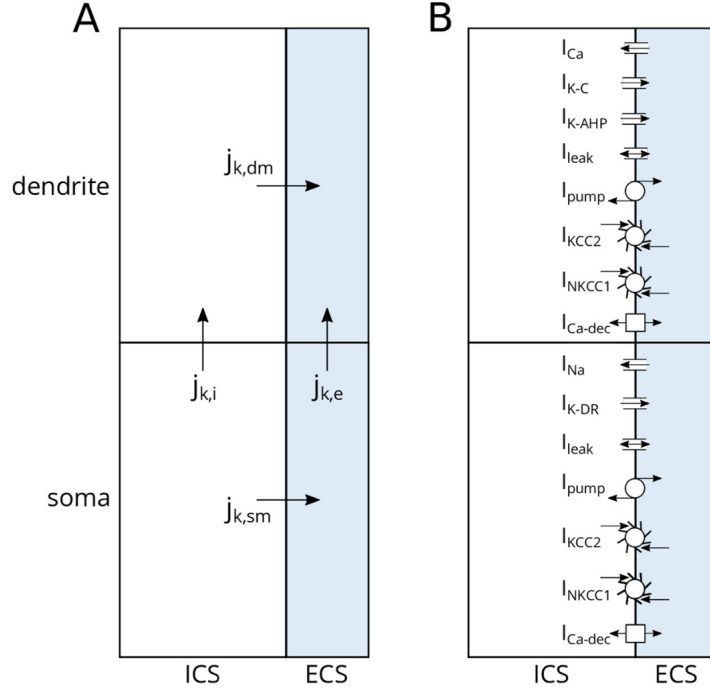 A
dendrite
j_k,dm
j_k,i
j_k,e
soma
j_k,sm
ICS
ECS
B
I_Ca
I_K-C
I_K-AHP
I_leak
I_pump
I_KCC2
I_NKCC1
I_Ca-dec
I_Na
I_K-DR
I_leak
I_pump
I_KCC2
I_NKCC1
I_Ca-dec
ICS
ECS